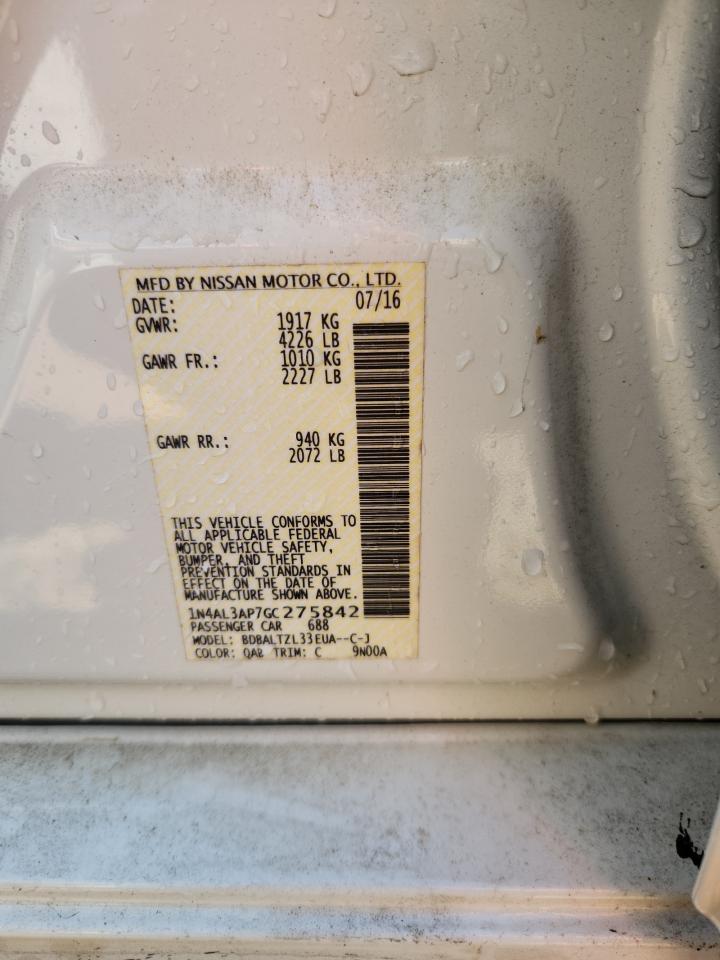 MFD BY NISSAN MOTOR CO., LTD.
DATE: 07/16
GVWR: 1917 KG
4226 LB
GAWR FR.: 1010 KG
2227 LB
GAWR RR.: 940 KG
2072 LB
THIS VEHICLE CONFORMS TO
ALL APPLICABLE FEDERAL
MOTOR VEHICLE SAFETY,
BUMPER, AND THEFT
PREVENTION STANDARDS IN
EFFECT ON THE DATE OF
MANUFACTURE SHOWN ABOVE.
1N4AL3AP7GC275842
PASSENGER CAR 688
MODEL: BDBALTZL33EUA--C-J
COLOR: QAB TRIM: C 9N00A